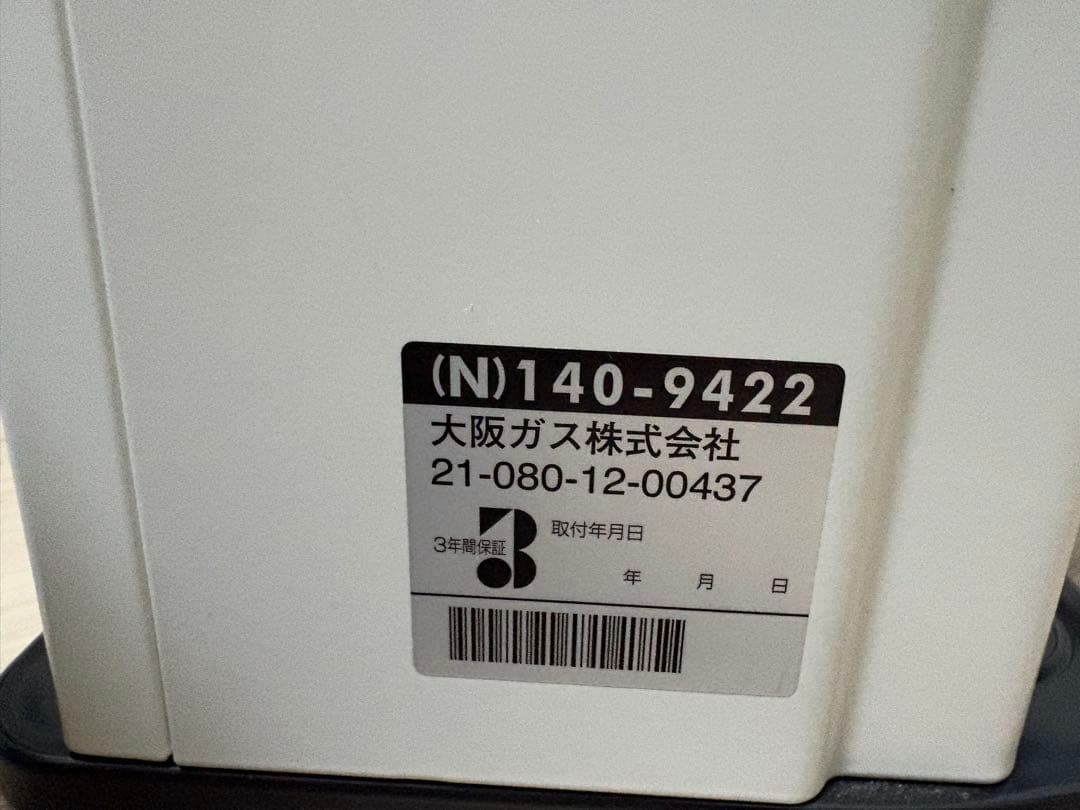 (N)140-9422
大阪ガス株式会社
21-080-12-00437
3年間保証
取付年月日
年 月 日